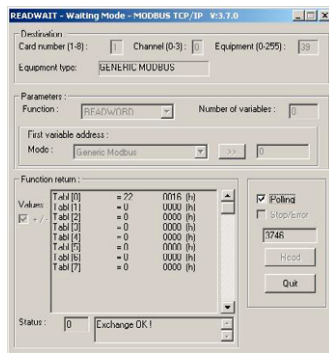 READWAIT - Waiting Mode - MODBUS TCP/IP V:3.7.0
Destination
Card number (1-8) : 1 Channel (0-3) : 0 Equipment (0-255) : 39
Equipment type: GENERIC MODBUS
Parameters :
Function : READWORD Number of variables :
First variable address :
Mode : Generic Modbus >> 0
Function return :
Values
+ / -
Tabl [0] = 22 0016 (h)
Tabl [1] = 0 0000 (h)
Tabl [2] = 0 0000 (h)
Tabl [3] = 0 0000 (h)
Tabl [4] = 0 0000 (h)
Tabl [5] = 0 0000 (h)
Tabl [6] = 0 0000 (h)
Tabl [7] = 0 0000 (h)
Polling
Stop/Error
3746
Read
Quit
Status : 0 Exchange OK !